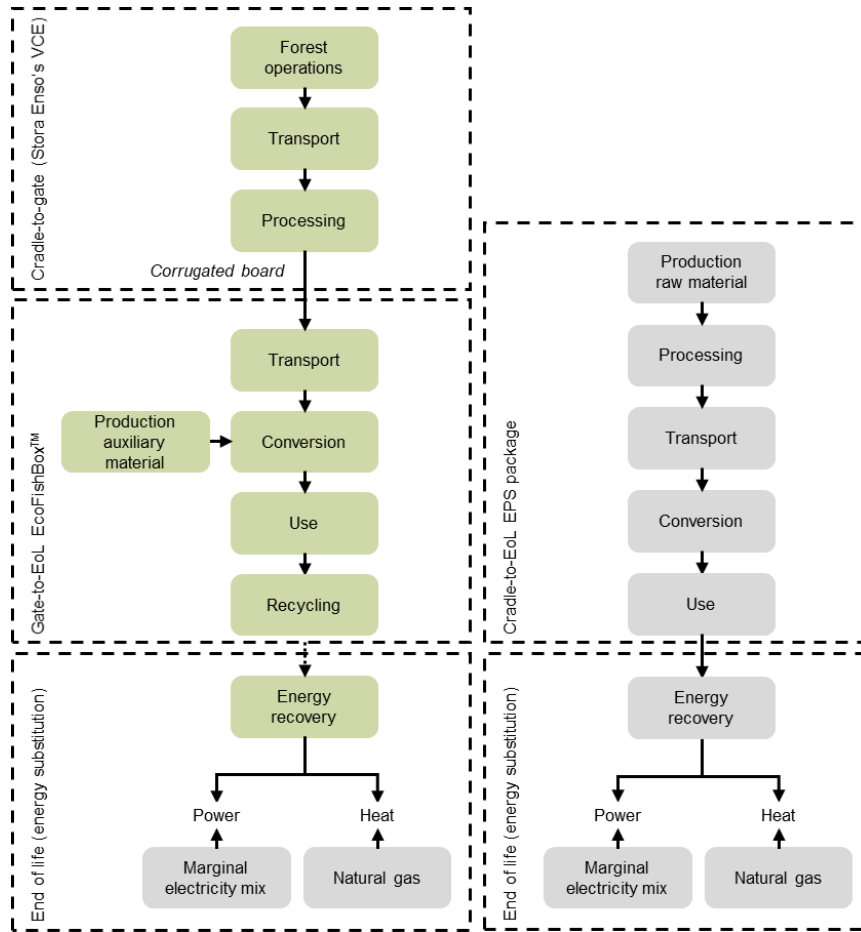 Cradle-to-gate (Stora Enso's VCE)
Forest
operations
Transport
Processing
Corrugated board
Gate-to-EoL EcoFishBox™
Transport
Production
auxiliary
material
Conversion
Use
Recycling
End of life (energy substitution)
Energy
recovery
Power
Heat
Marginal
electricity mix
Natural gas
Cradle-to-EoL EPS package
Production
raw material
Processing
Transport
Conversion
Use
End of life (energy substitution)
Energy
recovery
Power
Heat
Marginal
electricity mix
Natural gas